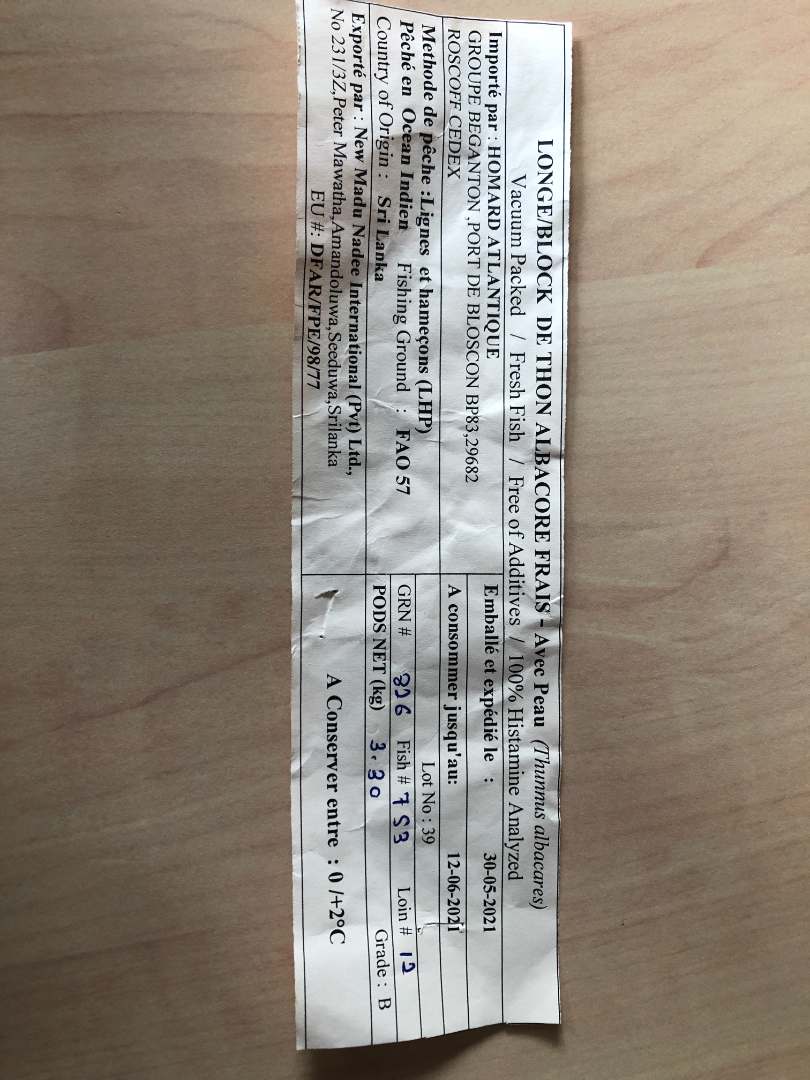 LONGE/BLOCK DE THON ALBACORE FRAIS - Avec Peau (Thunnus albacares)
Vacuum Packed / Fresh Fish / Free of Additives / 100% Histamine Analyzed
Importé par : HOMARD ATLANTIQUE
GROUPE BEGANTON ,PORT DE BLOSCON BP83,29682
ROSCOFF CEDEX
Methode de pêche :Lignes et hameçons (LHP)
Pêché en Ocean Indien Fishing Ground : FAO 57
Country of Origin : Sri Lanka
Exporté par : New Madu Nadee International (Pvt) Ltd.,
No 231/3Z,Peter Mawatha,Amandoluwa,Seeduwa,Srilanka
EU #: DFAR/FPE/98/77
Emballé et expédié le : 30-05-2021
A consommer jusqu'au: 12-06-2021
Lot No : 39
GRN # 826 Fish # 753 Loin # 12
PODS NET (kg) 3.30 Grade : B
A Conserver entre : 0 /+2°C